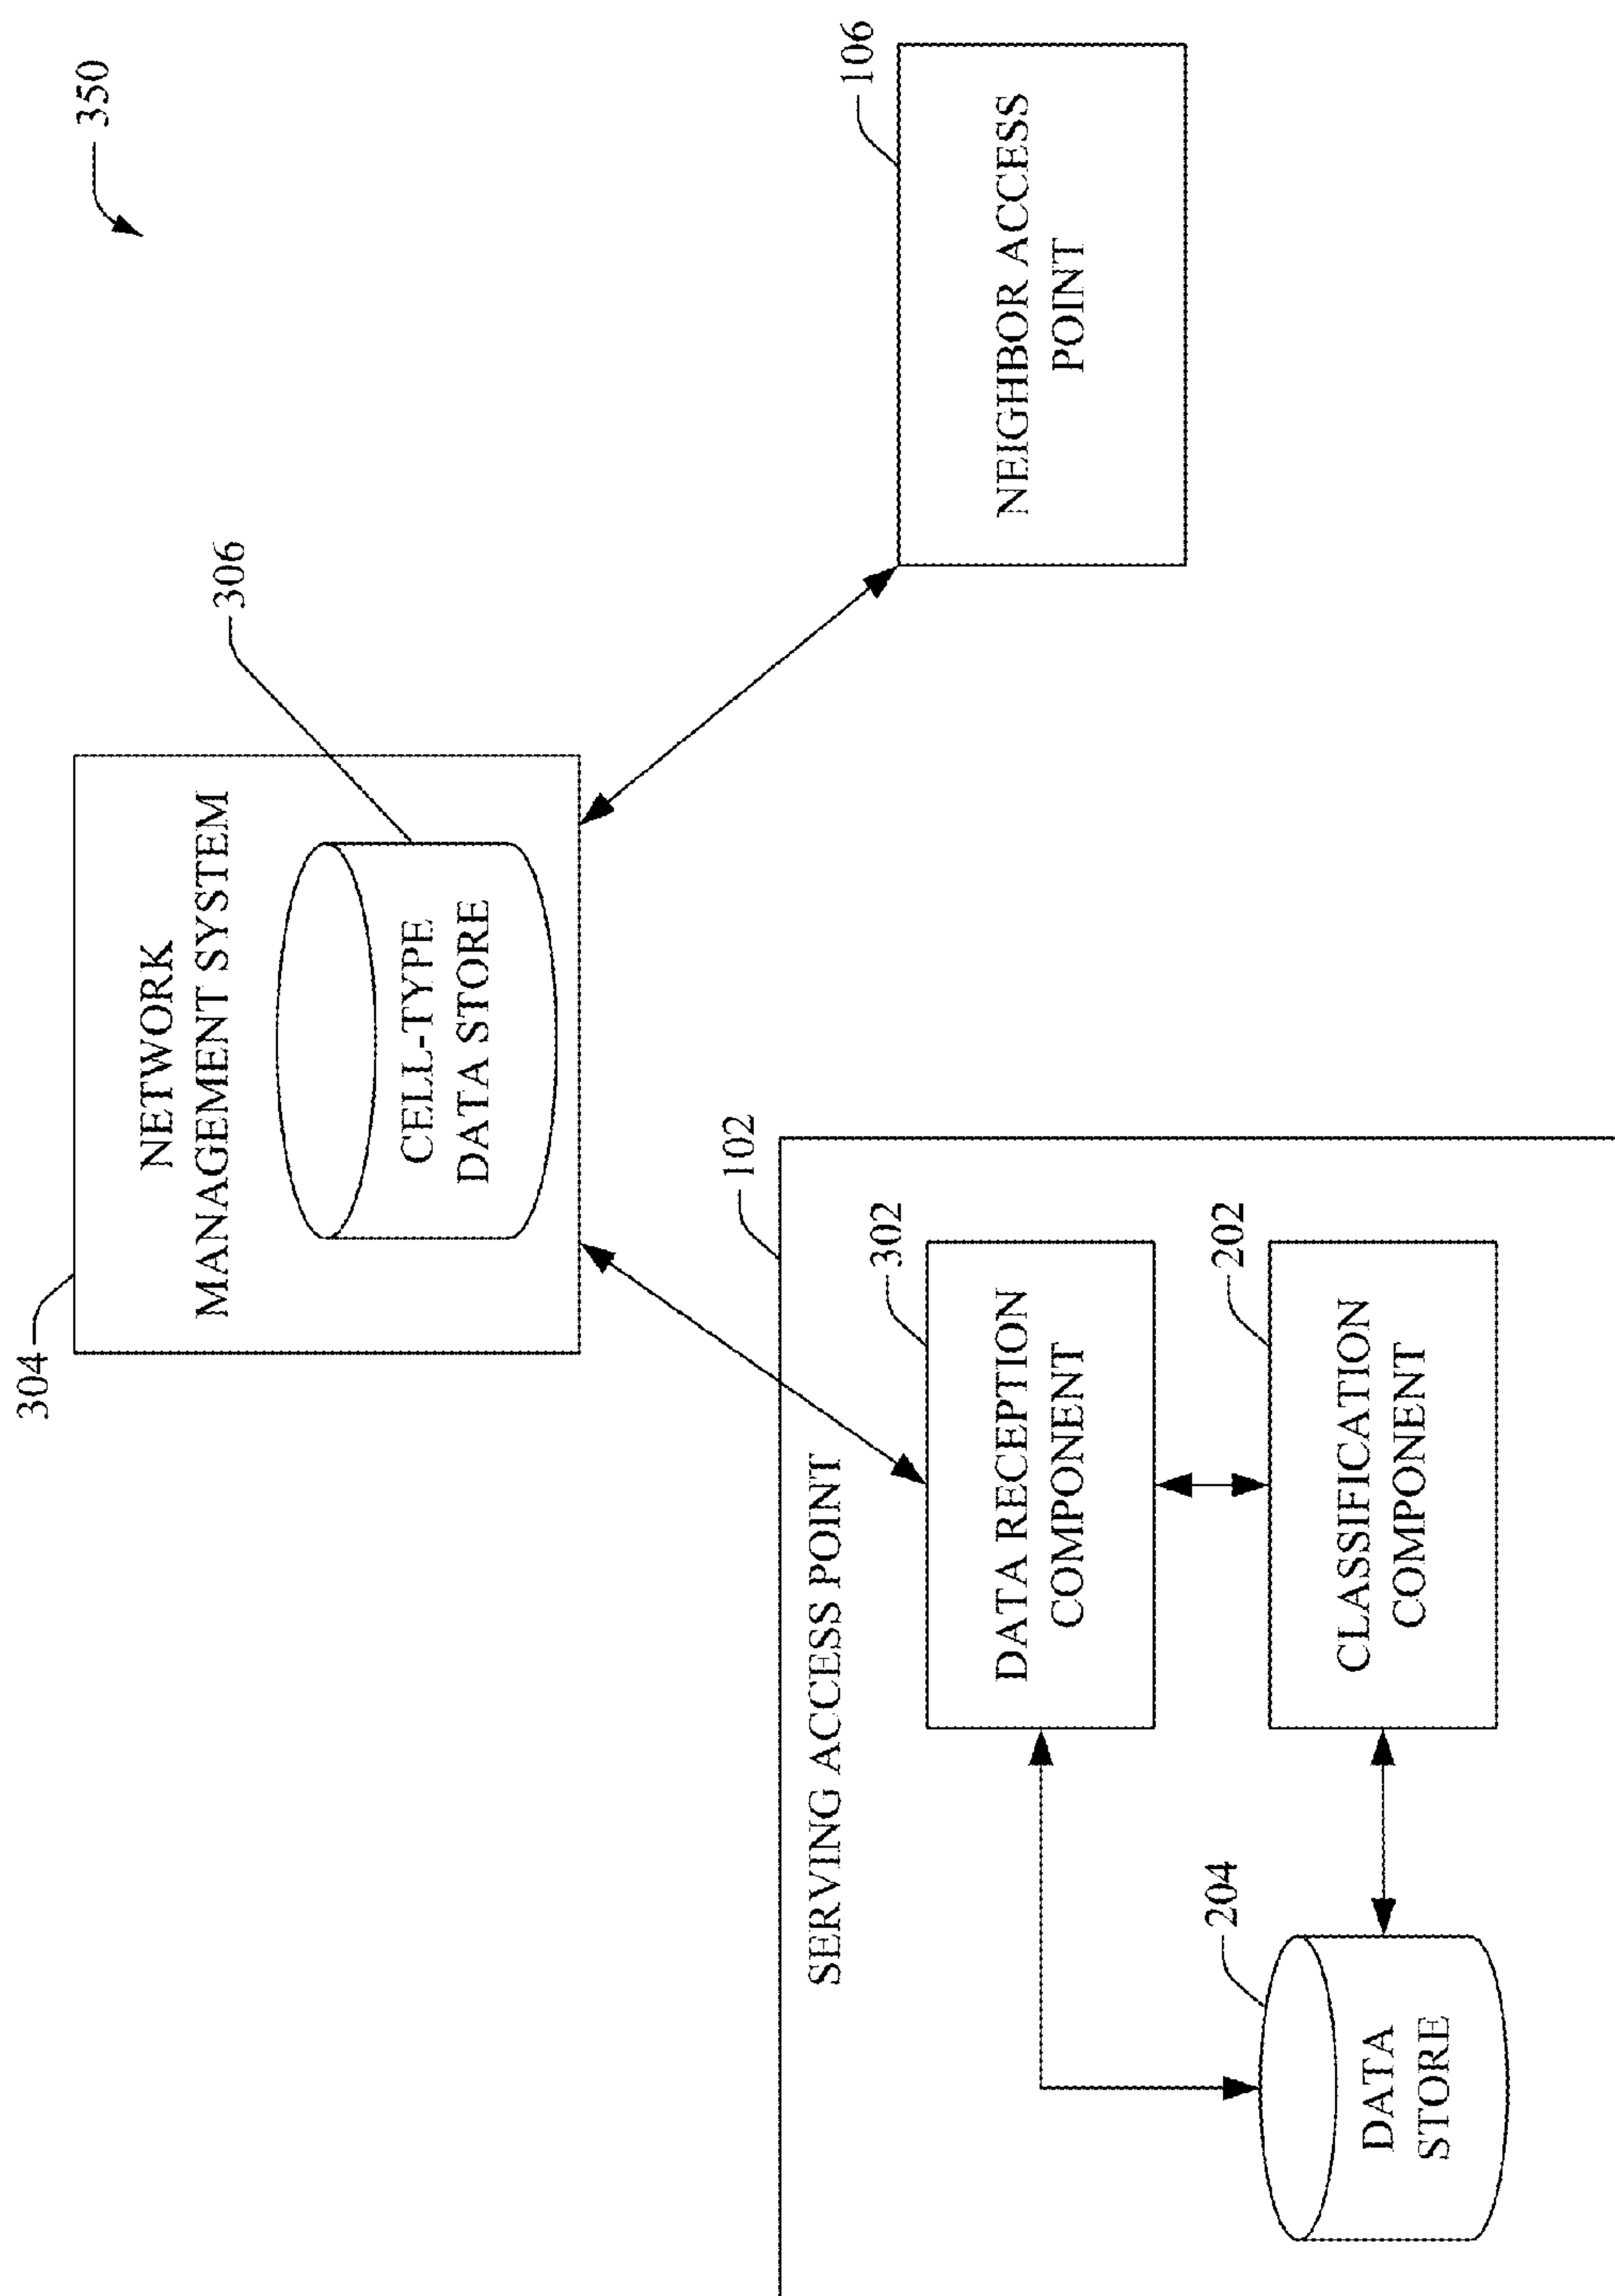 350
304
NETWORK
MANAGEMENT SYSTEM
306
CELL-TYPE
DATA STORE
102
106
NEIGHBOR ACCESS
POINT
SERVING ACCESS POINT
302
DATA RECEPTION
COMPONENT
204
DATA
STORE
202
CLASSIFICATION
COMPONENT